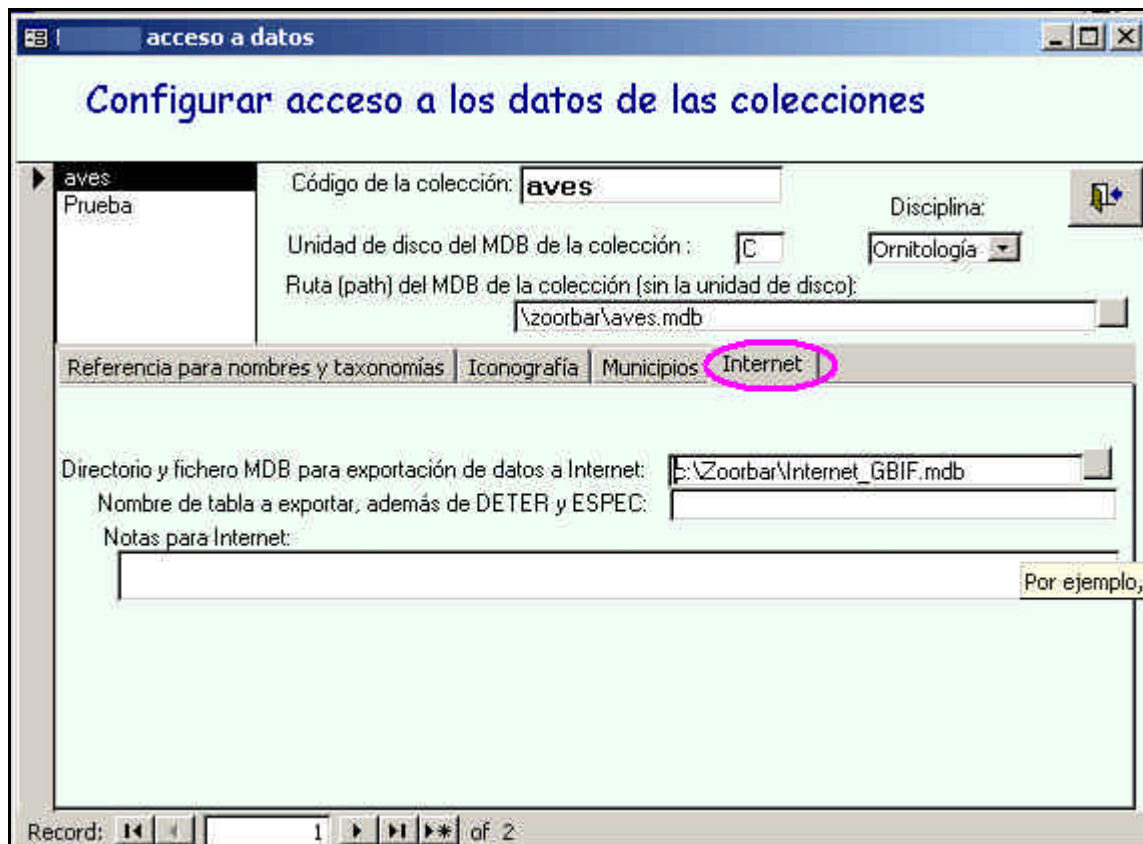 acceso a datos
Configurar acceso a los datos de las colecciones
aves
Prueba
Código de la colección: aves
Disciplina:
Unidad de disco del MDB de la colección : C Ornitología
Ruta (path) del MDB de la colección (sin la unidad de disco):
\zoorbar\aves.mdb
Referencia para nombres y taxonomías Iconografía Municipios Internet
Directorio y fichero MDB para exportación de datos a Internet: c:\Zoorbar\Internet_GBIF.mdb
Nombre de tabla a exportar, además de DETER y ESPEC:
Notas para Internet:
Por ejemplo,
Record: 1 of 2